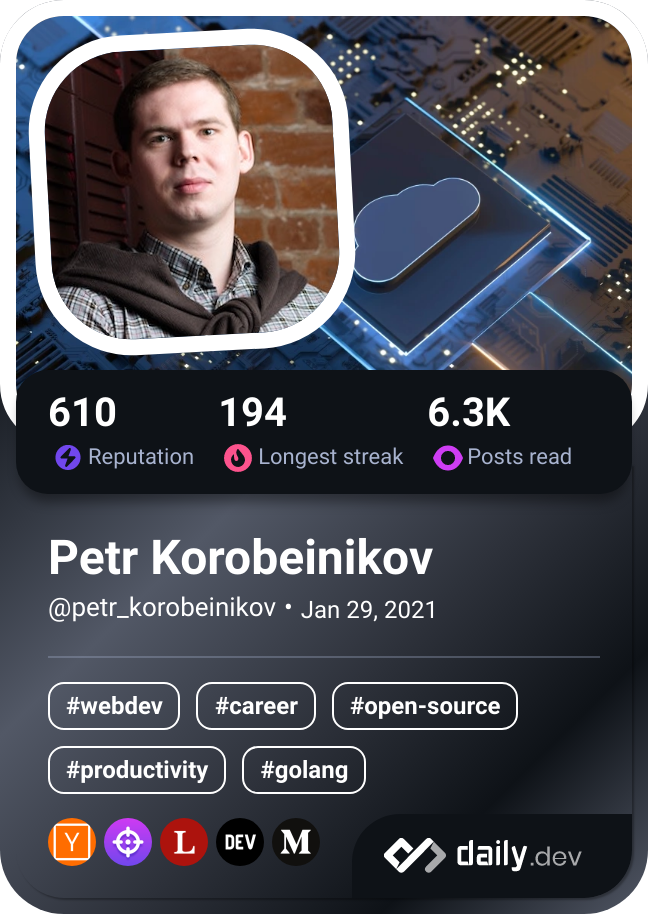 610 194 6.3K
Reputation Longest streak Posts read
Petr Korobeinikov
@petr_korobeinikov • Jan 29, 2021
#webdev #career #open-source
#productivity #golang
Y L DEV M daily.dev